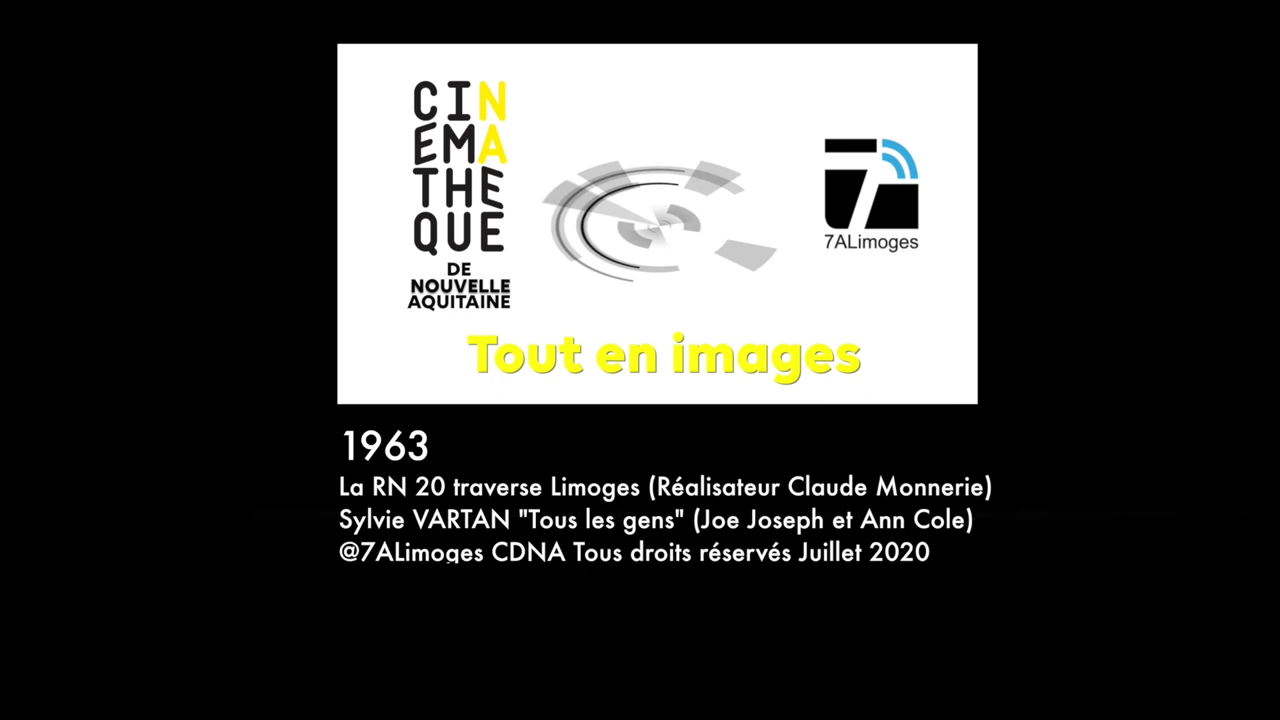 CIN
EMA
THE
QUE
DE
NOUVELLE
AQUITAINE
7ALimoges
Tout en images
1963
La RN 20 traverse Limoges (Réalisateur Claude Monnerie)
Sylvie VARTAN "Tous les gens" (Joe Joseph et Ann Cole)
@7ALimoges CDNA Tous droits réservés Juillet 2020